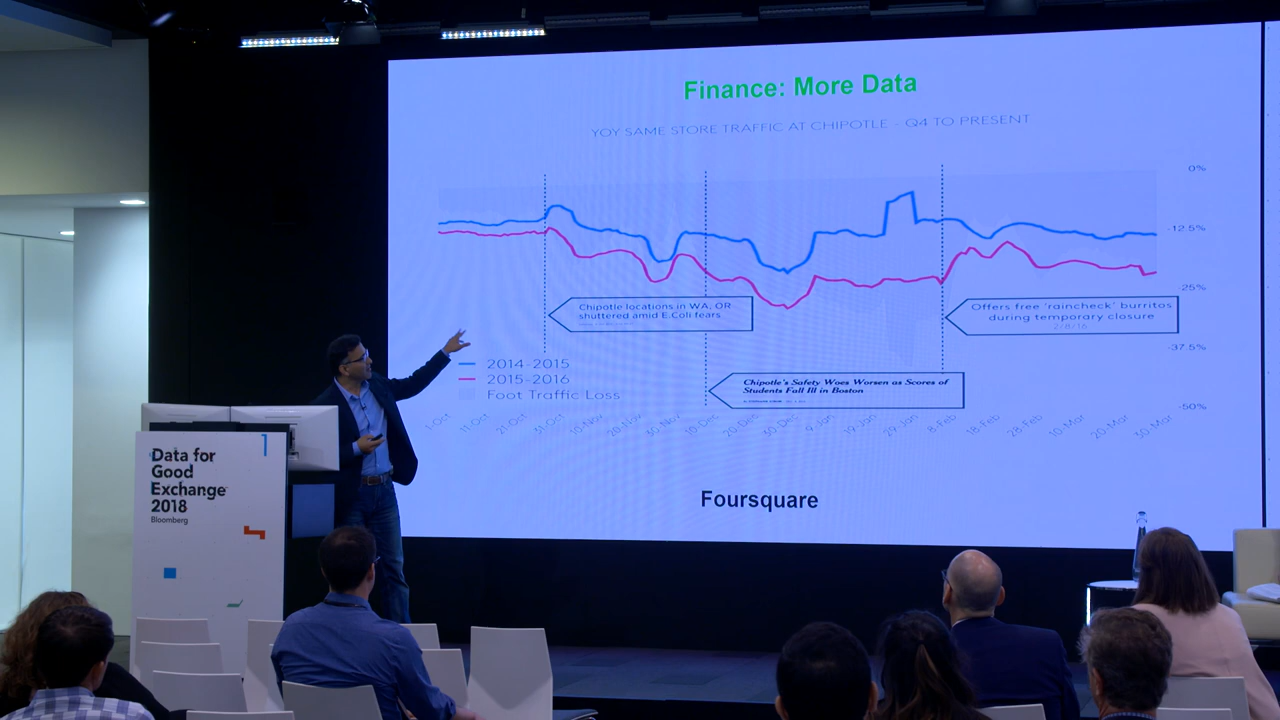 Finance: More Data
YOY SAME STORE TRAFFIC AT CHIPOTLE - Q4 TO PRESENT
0%
-12.5%
-25%
-37.5%
-50%
Chipotle locations in WA, OR
shuttered amid E.Coli fears
Offers free 'raincheck' burritos
during temporary closure
2/8/16
Chipotle's Safety Woes Worsen as Scores of
Students Fall Ill in Boston
2014-2015
2015-2016
Foot Traffic Loss
1-Oct 11-Oct 21-Oct 31-Oct 10-Nov 20-Nov 30-Nov 10-Dec 20-Dec 30-Dec 9-Jan 19-Jan 29-Jan 8-Feb 18-Feb 28-Feb 10-Mar 20-Mar 30-Mar
Foursquare
Data for
Good
Exchange
2018
Bloomberg